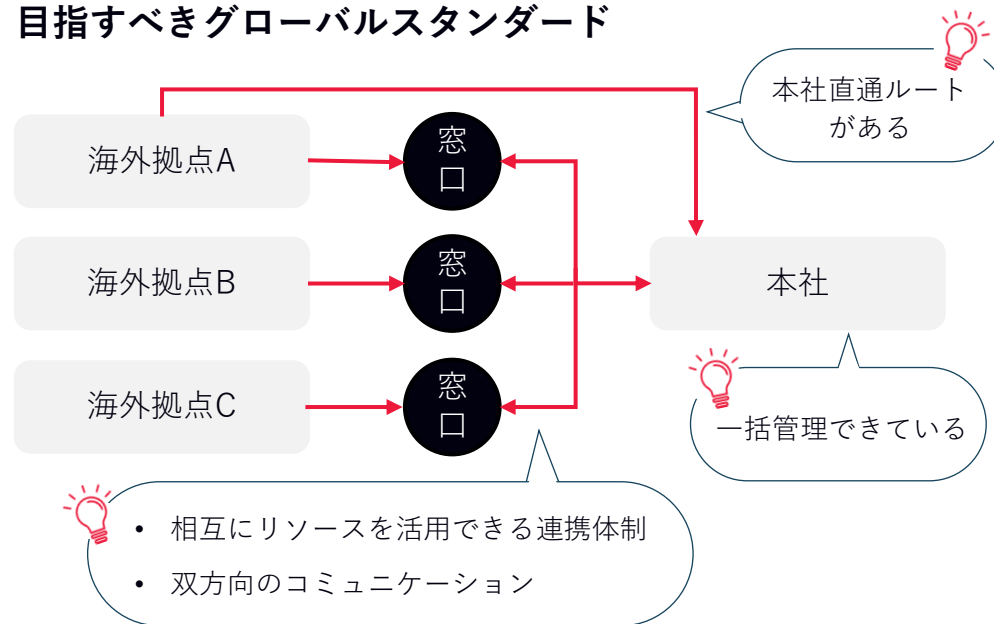 目指すべきグローバルスタンダード
本社直通ルート
がある
海外拠点A
窓
口
海外拠点B
窓
口
本社
海外拠点C
窓
口
一括管理できている
• 相互にリソースを活用できる連携体制
• 双方向のコミュニケーション